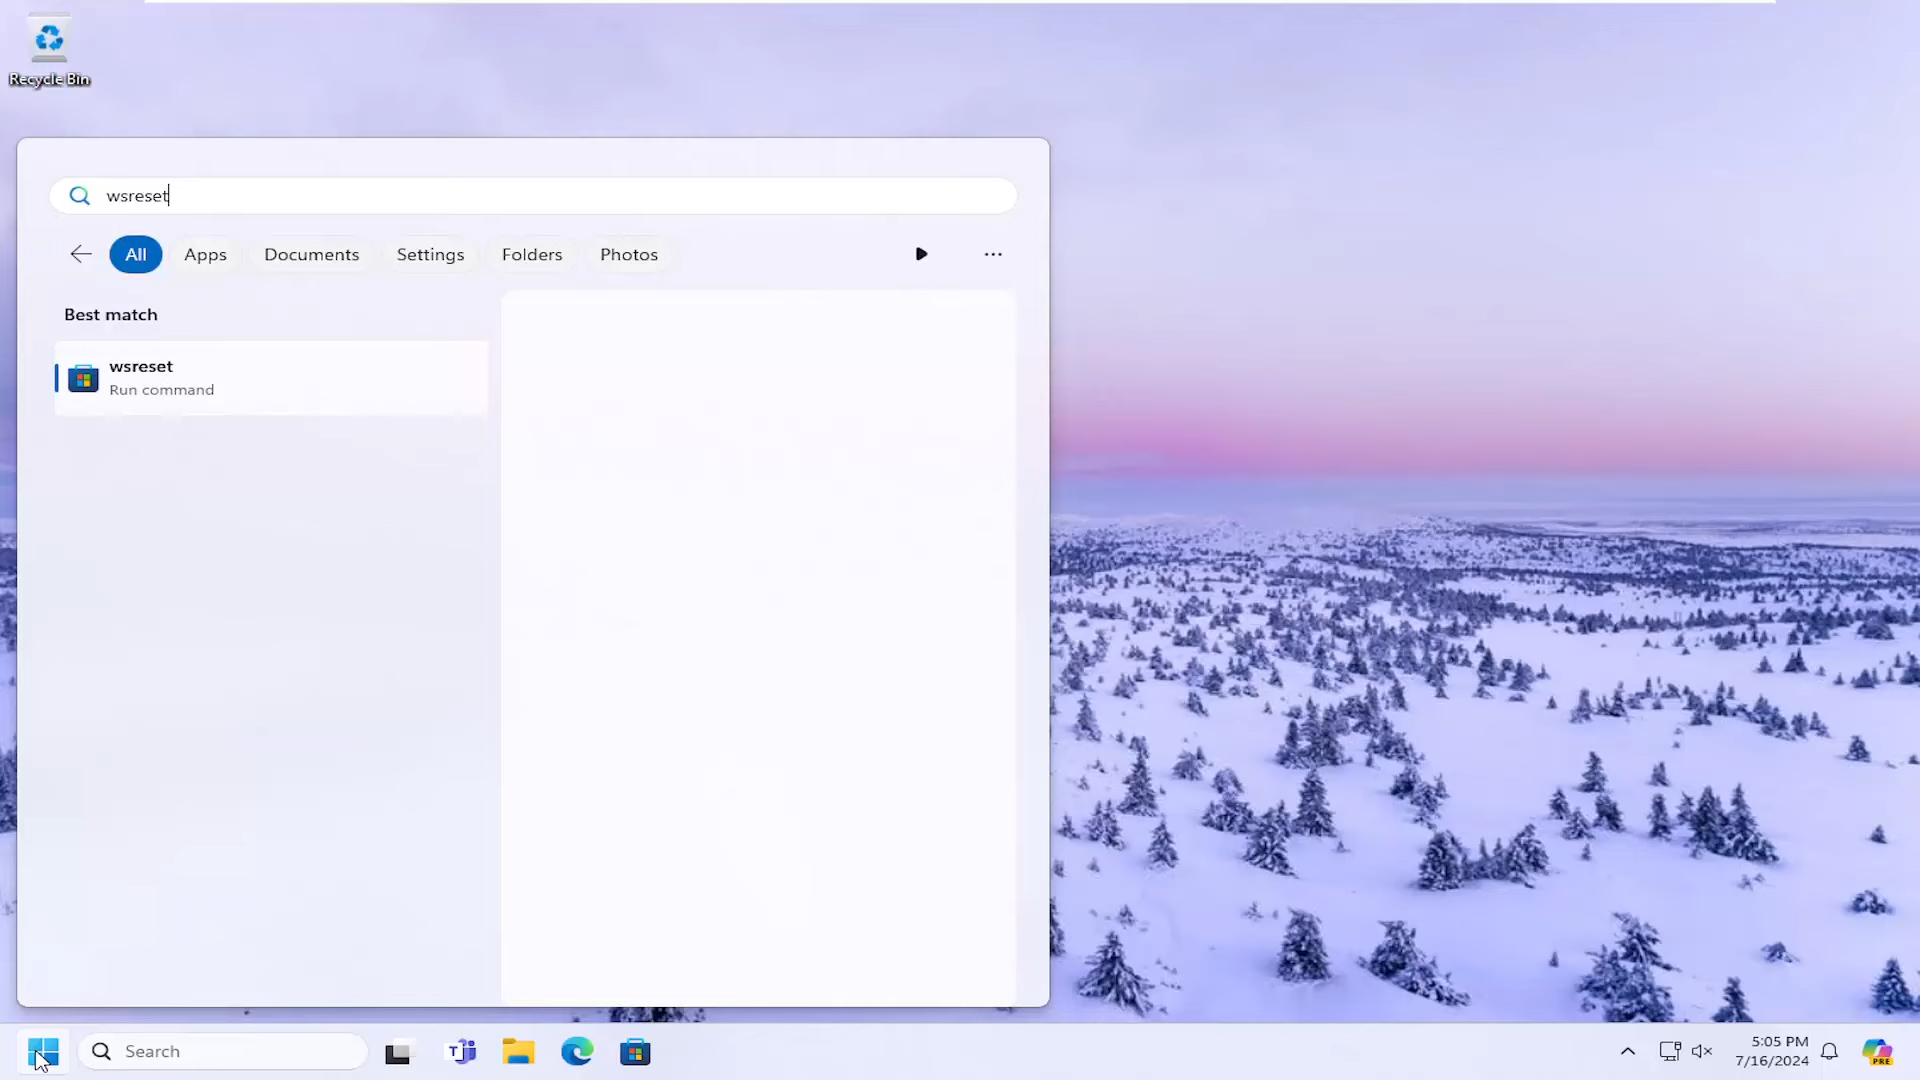 Recycle Bin
wsreset
All Apps Documents Settings Folders Photos
Best match
wsreset
Run command
Search
5:05 PM
7/16/2024
PRE